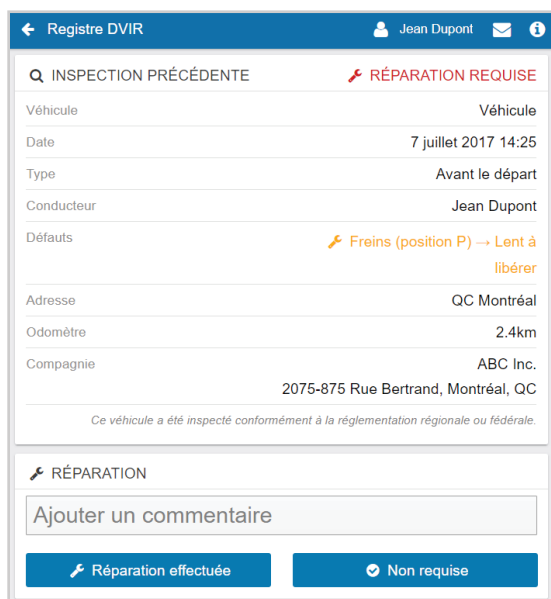 Registre DVIR Jean Dupont
INSPECTION PRÉCÉDENTE RÉPARATION REQUISE
Véhicule Véhicule
Date 7 juillet 2017 14:25
Type Avant le départ
Conducteur Jean Dupont
Défauts Freins (position P) → Lent à
libérer
Adresse QC Montréal
Odomètre 2.4km
Compagnie ABC Inc.
2075-875 Rue Bertrand, Montréal, QC
Ce véhicule a été inspecté conformément à la réglementation régionale ou fédérale.
RÉPARATION
Ajouter un commentaire
Réparation effectuée Non requise